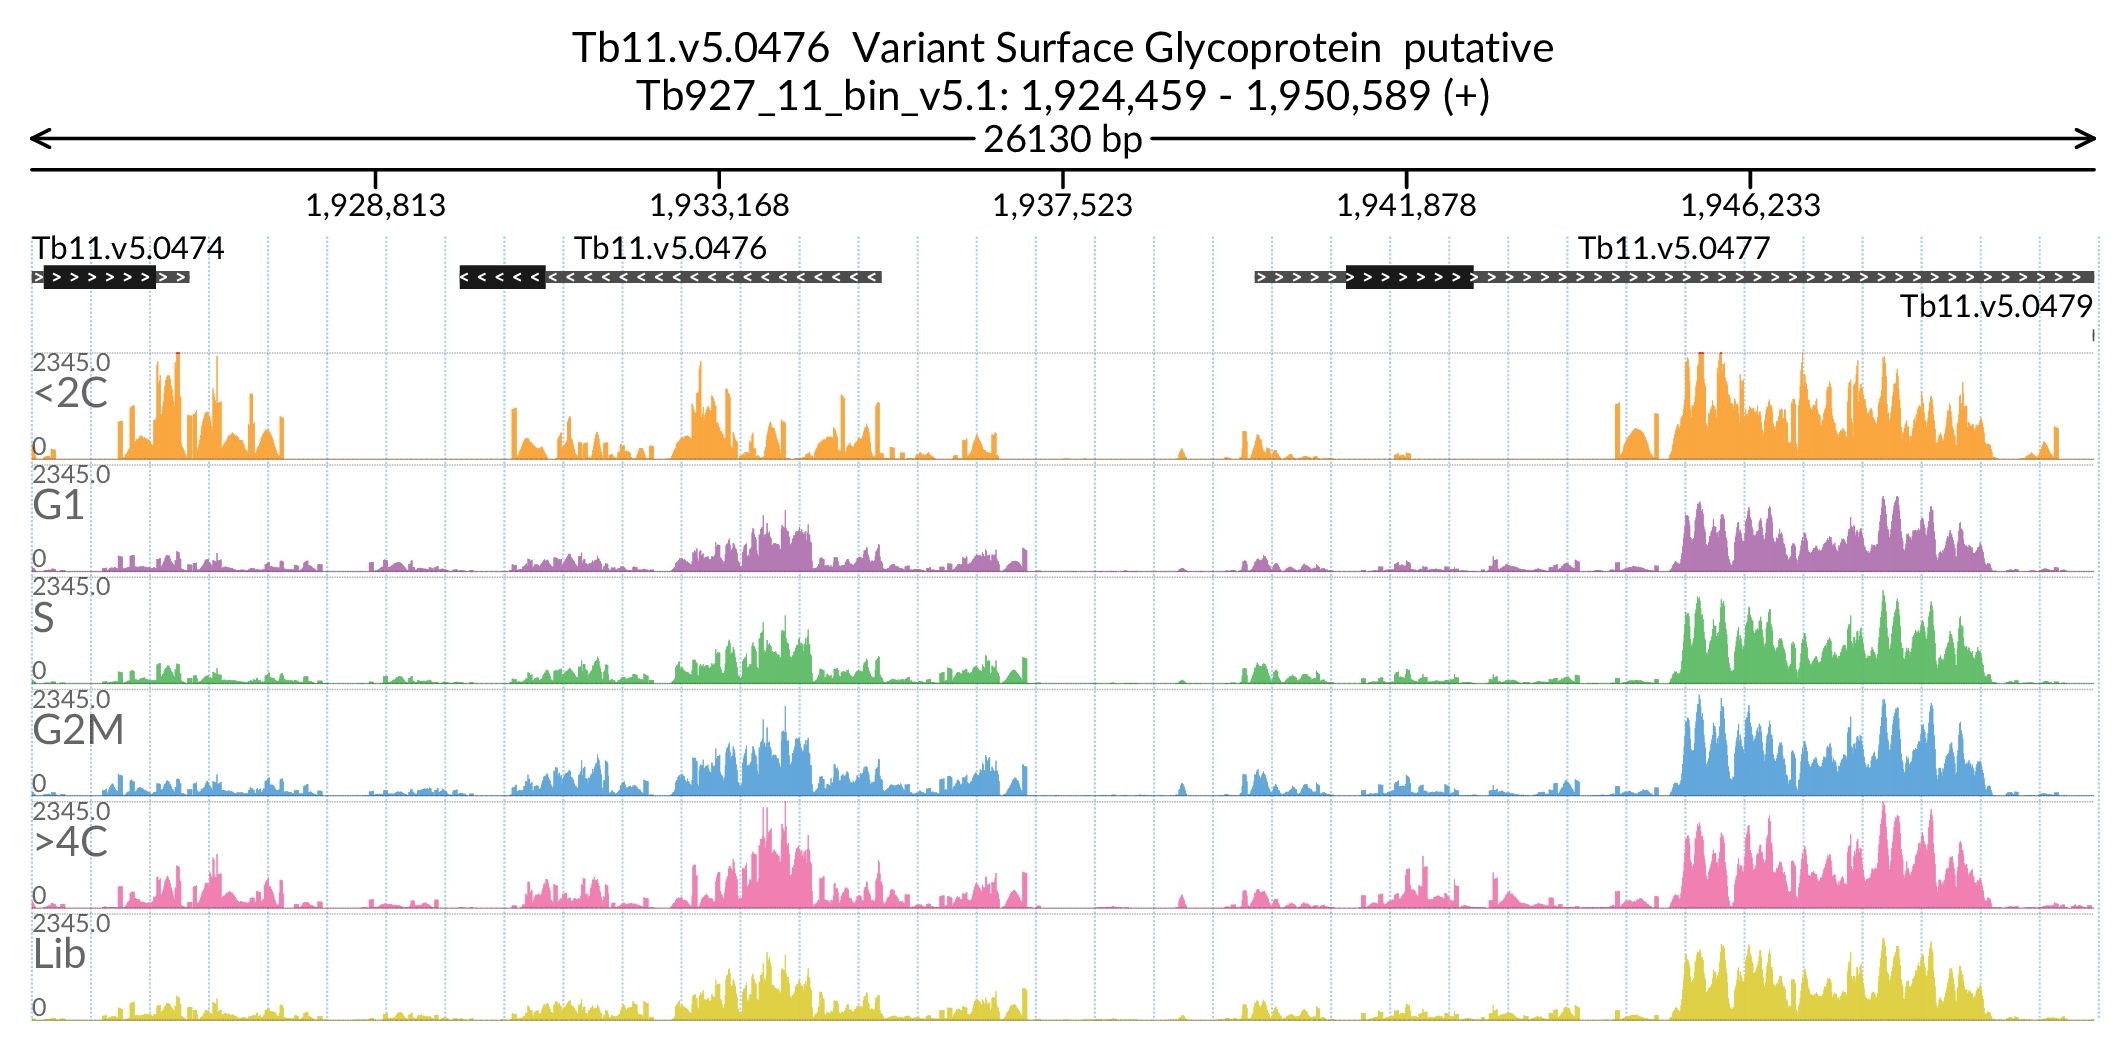 Tb11.v5.0476 Variant Surface Glycoprotein putative
Tb927_11_bin_v5.1: 1,924,459 - 1,950,589 (+)
26130 bp
1,928,813 1,933,168 1,937,523 1,941,878 1,946,233
Tb11.v5.0474 Tb11.v5.0476 Tb11.v5.0477
Tb11.v5.0479
2345.0
<2C
0
2345.0
G1
0
2345.0
S
0
2345.0
G2M
0
2345.0
>4C
0
2345.0
Lib
0